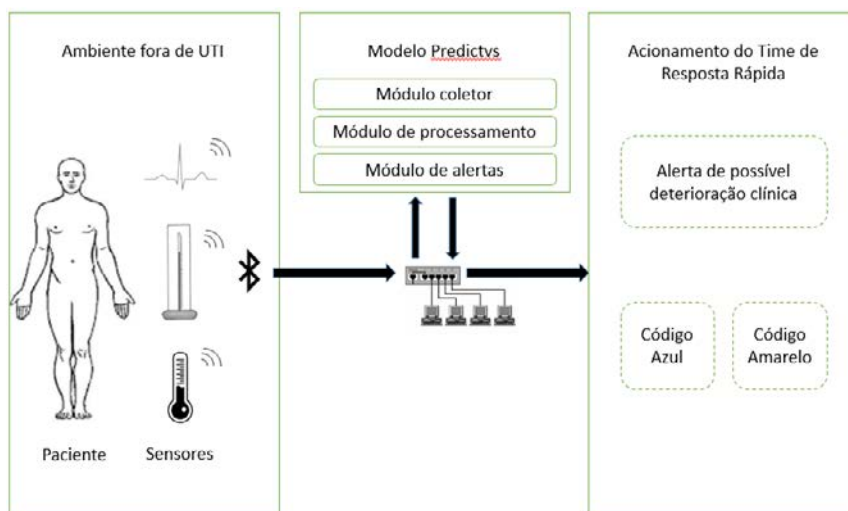 Ambiente fora de UTI
Paciente
Sensores
Modelo Predictvs
Módulo coletor
Módulo de processamento
Módulo de alertas
Acionamento do Time de
Resposta Rápida
Alerta de possível
deterioração clínica
Código
Azul
Código
Amarelo